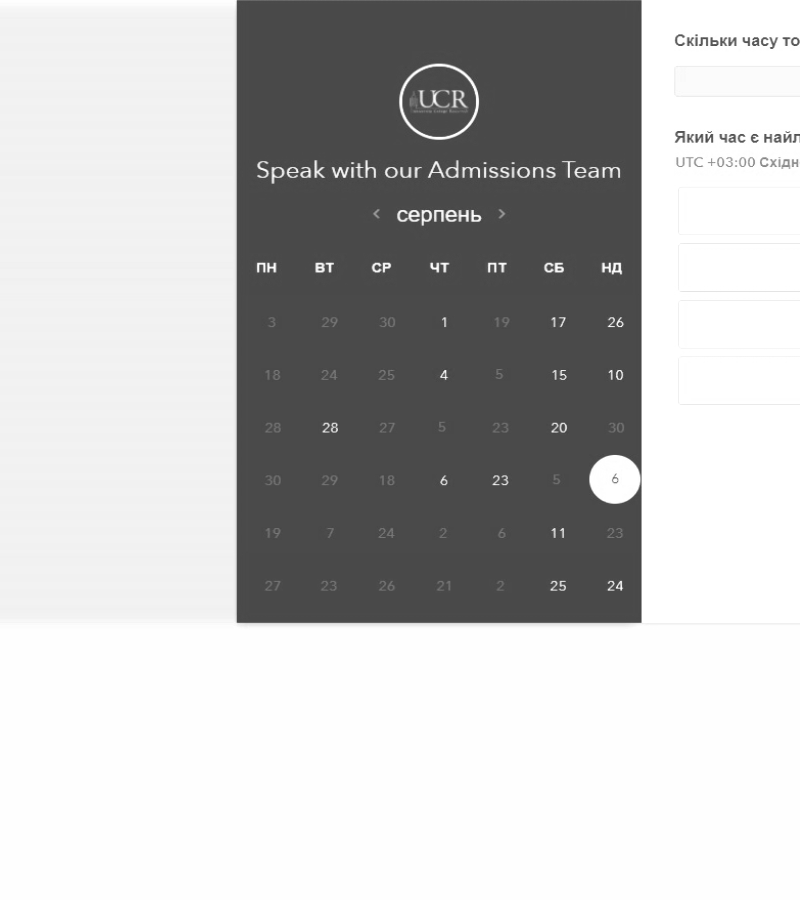 UCR
Speak with our Admissions Team
< серпень >
ПН ВТ СР ЧТ ПТ СБ НД
3 29 30 1 19 17 26
18 24 25 4 5 15 10
28 28 27 5 23 20 30
30 29 18 6 23 5 6
19 7 24 2 6 11 23
27 23 26 21 2 25 24
Скільки часу то
Який час є найл
UTC +03:00 Східн